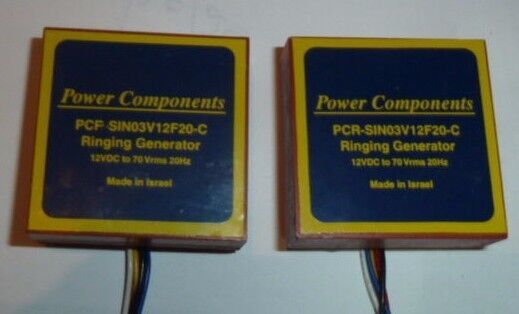 Power Components
PCR-SIN03V12F20-C
Ringing Generator
12VDC to 70 Vrms 20Hz
Made in Israel
Power Components
PCR-SIN03V12F20-C
Ringing Generator
12VDC to 70 Vrms 20Hz
Made in Israel